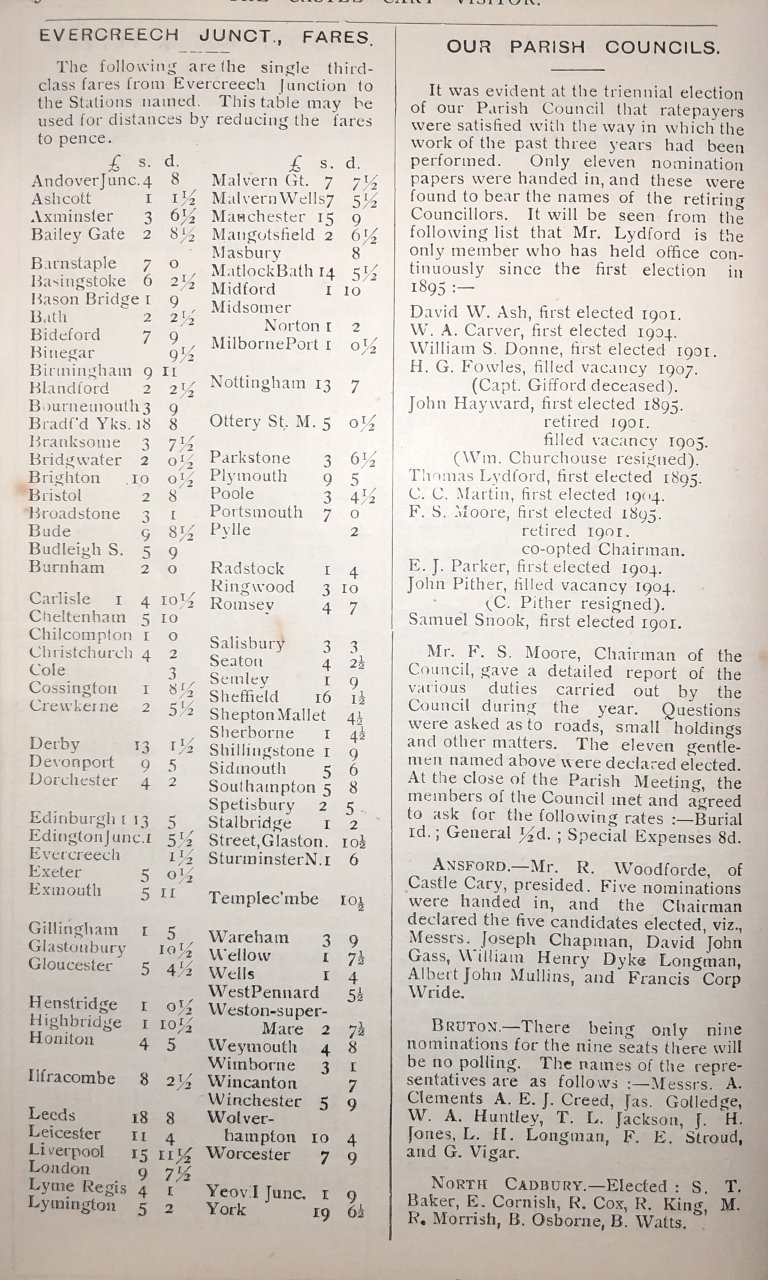 THE CASTLE CARY VISITOR.
EVERCREECH JUNCT., FARES.
The following are the single third-
class fares from Evercreech Junction to
the Stations named. This table may be
used for distances by reducing the fares
to pence.
£ s. d.
AndoverJunc. 4 8
Ashcott 1 1½
Axminster 3 6½
Bailey Gate 2 8½
Barnstaple 7 0
Basingstoke 6 2½
Bason Bridge 1 9
Bath 2 2½
Bideford 7 9
Binegar 9½
Birmingham 9 11
Blandford 2 2½
Bournemouth 3 9
Bradf'd Yks. 18 8
Branksome 3 7½
Bridgwater 2 0½
Brighton 10 0½
Bristol 2 8
Broadstone 3 1
Bude 9 8½
Budleigh S. 5 9
Burnham 2 0
Carlisle 1 4 10½
Cheltenham 5 10
Chilcompton 1 0
Christchurch 4 2
Cole 3
Cossington 1 8½
Crewkerne 2 5½
Derby 13 1½
Devonport 9 5
Dorchester 4 2
Edinburgh 1 13 5
EdingtonJunc. 1 5½
Evercreech 1½
Exeter 5 0½
Exmouth 5 11
Gillingham 1 5
Glastonbury 10½
Gloucester 5 4½
Henstridge 1 0½
Highbridge 1 10½
Honiton 4 5
Ilfracombe 8 2½
Leeds 18 8
Leicester 11 4
Liverpool 15 11½
London 9 7½
Lyme Regis 4 1
Lymington 5 2
£ s. d.
Malvern Gt. 7 7½
MalvernWells 7 5½
Manchester 15 9
Mangotsfield 2 6½
Masbury 8
MatlockBath 14 5½
Midford 1 10
Midsomer
Norton 1 2
MilbornePort 1 0½
Nottingham 13 7
Ottery St. M. 5 0½
Parkstone 3 6½
Plymouth 9 5
Poole 3 4½
Portsmouth 7 0
Pylle 2
Radstock 1 4
Ringwood 3 10
Romsey 4 7
Salisbury 3 3
Seaton 4 2½
Semley 1 9
Sheffield 16 1½
SheptonMallet 4½
Sherborne 1 4½
Shillingstone 1 9
Sidmouth 5 6
Southampton 5 8
Spetisbury 2 5
Stalbridge 1 2
Street,Glaston. 10½
SturminsterN. 1 6
Templec'mbe 10½
Wareham 3 9
Wellow 1 7½
Wells 1 4
WestPennard 5½
Weston-super-
Mare 2 7½
Weymouth 4 8
Wimborne 3 1
Wincanton 7
Winchester 5 9
Wolver-
hampton 10 4
Worcester 7 9
Yeovil Junc. 1 9
York 19 6½
OUR PARISH COUNCILS.
It was evident at the triennial election
of our Parish Council that ratepayers
were satisfied with the way in which the
work of the past three years had been
performed. Only eleven nomination
papers were handed in, and these were
found to bear the names of the retiring
Councillors. It will be seen from the
following list that Mr. Lydford is the
only member who has held office con-
tinuously since the first election in
1895 :—
David W. Ash, first elected 1901.
W. A. Carver, first elected 1904.
William S. Donne, first elected 1901.
H. G. Fowles, filled vacancy 1907.
(Capt. Gifford deceased).
John Hayward, first elected 1895.
retired 1901.
filled vacancy 1905.
(Wm. Churchouse resigned).
Thomas Lydford, first elected 1895.
C. C. Martin, first elected 1904.
F. S. Moore, first elected 1895.
retired 1901.
co-opted Chairman.
E. J. Parker, first elected 1904.
John Pither, filled vacancy 1904.
(C. Pither resigned).
Samuel Snook, first elected 1901.
Mr. F. S. Moore, Chairman of the
Council, gave a detailed report of the
various duties carried out by the
Council during the year. Questions
were asked as to roads, small holdings
and other matters. The eleven gentle-
men named above were declared elected.
At the close of the Parish Meeting, the
members of the Council met and agreed
to ask for the following rates :—Burial
1d. ; General ½d. ; Special Expenses 8d.
ANSFORD.—Mr. R. Woodforde, of
Castle Cary, presided. Five nominations
were handed in, and the Chairman
declared the five candidates elected, viz.,
Messrs. Joseph Chapman, David John
Gass, William Henry Dyke Longman,
Albert John Mullins, and Francis Corp
Wride.
BRUTON.—There being only nine
nominations for the nine seats there will
be no polling. The names of the repre-
sentatives are as follows :—Messrs. A.
Clements A. E. J. Creed, Jas. Golledge,
W. A. Huntley, T. L. Jackson, J. H.
Jones, L. H. Longman, F. E. Stroud,
and G. Vigar.
NORTH CADBURY.—Elected : S. T.
Baker, E. Cornish, R. Cox, R. King, M.
R. Morrish, B. Osborne, B. Watts.